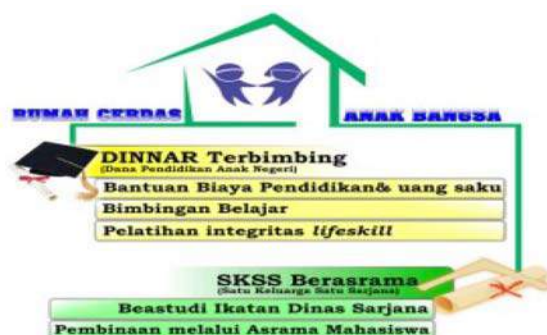 RUMAH CERDAS
ANAK BANGSA
DINNAR Terbimbing
(Dana Pendidikan Anak Negeri)
Bantuan Biaya Pendidikan& uang saku
Bimbingan Belajar
Pelatihan integritas lifeskill
SKSS Berasrama
(Satu Keluarga Satu Sarjana)
Beastudi Ikatan Dinas Sarjana
Pembinaan melalui Asrama Mahasiswa